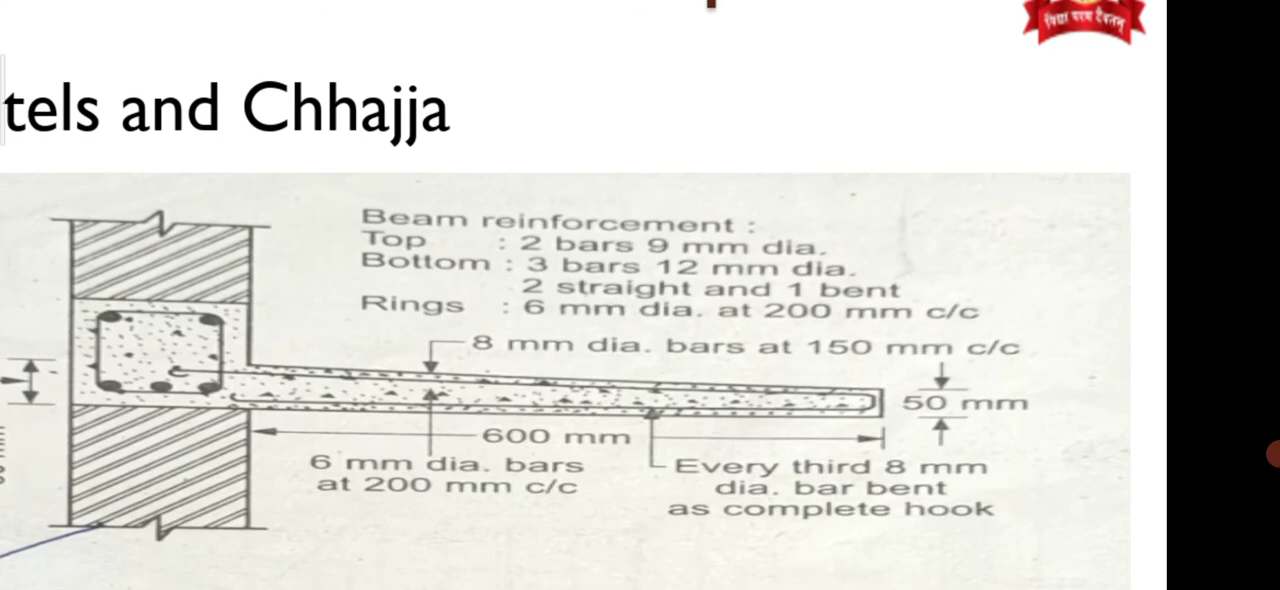 विद्या परम दैवतम्
tels and Chhajja
Beam reinforcement :
Top : 2 bars 9 mm dia.
Bottom : 3 bars 12 mm dia.
2 straight and 1 bent
Rings : 6 mm dia. at 200 mm c/c
8 mm dia. bars at 150 mm c/c
50 mm
600 mm
6 mm dia. bars
at 200 mm c/c
Every third 8 mm
dia. bar bent
as complete hook